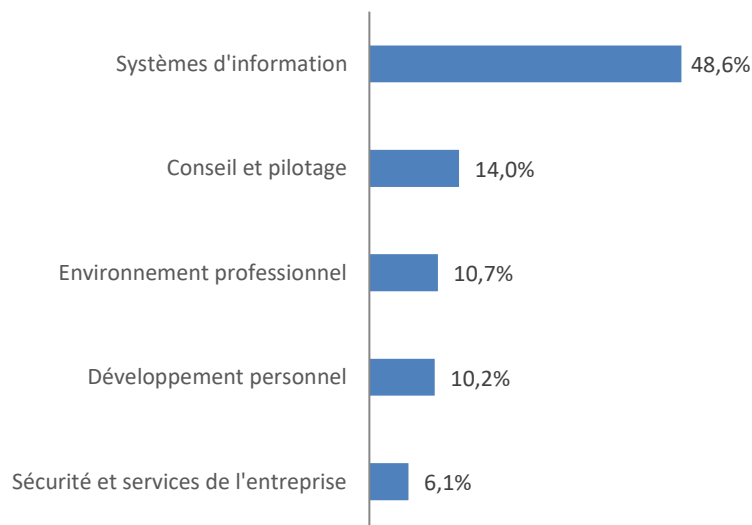 Systèmes d'information 48,6%
Conseil et pilotage 14,0%
Environnement professionnel 10,7%
Développement personnel 10,2%
Sécurité et services de l'entreprise 6,1%